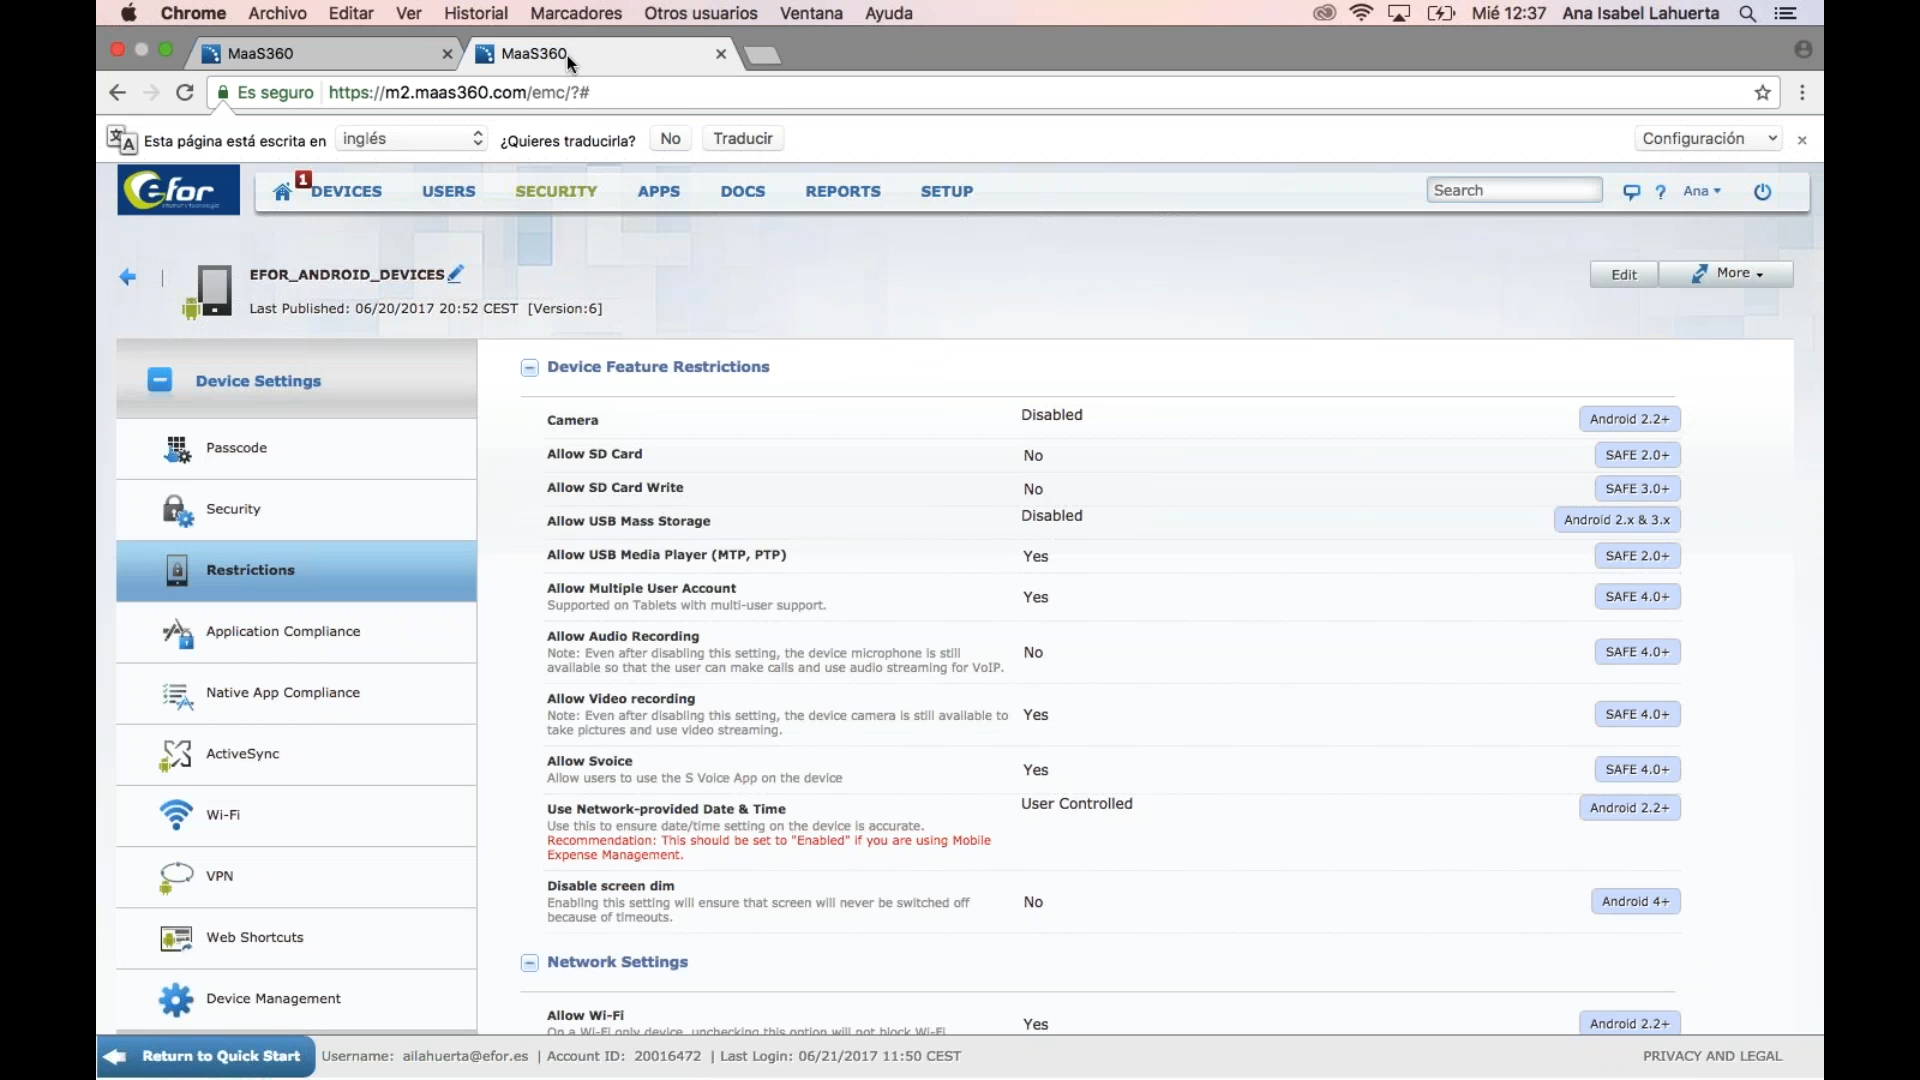 Chrome Archivo Editar Ver Historial Marcadores Otros usuarios Ventana Ayuda Mié 12:37 Ana Isabel Lahuerta
MaaS360 MaaS360
Es seguro https://m2.maas360.com/emc/?#
Esta página está escrita en inglés ¿Quieres traducirla? No Traducir Configuración
efor 1 DEVICES USERS SECURITY APPS DOCS REPORTS SETUP Search ? Ana
EFOR_ANDROID_DEVICES Edit More
Last Published: 06/20/2017 20:52 CEST [Version:6]
Device Settings
Passcode
Security
Restrictions
Application Compliance
Native App Compliance
ActiveSync
Wi-Fi
VPN
Web Shortcuts
Device Management
Device Feature Restrictions
Camera Disabled Android 2.2+
Allow SD Card No SAFE 2.0+
Allow SD Card Write No SAFE 3.0+
Allow USB Mass Storage Disabled Android 2.x & 3.x
Allow USB Media Player (MTP, PTP) Yes SAFE 2.0+
Allow Multiple User Account Yes SAFE 4.0+
Supported on Tablets with multi-user support.
Allow Audio Recording No SAFE 4.0+
Note: Even after disabling this setting, the device microphone is still
available so that the user can make calls and use audio streaming for VoIP.
Allow Video recording Yes SAFE 4.0+
Note: Even after disabling this setting, the device camera is still available to
take pictures and use video streaming.
Allow Svoice Yes SAFE 4.0+
Allow users to use the S Voice App on the device
Use Network-provided Date & Time User Controlled Android 2.2+
Use this to ensure date/time setting on the device is accurate.
Recommendation: This should be set to "Enabled" if you are using Mobile
Expense Management.
Disable screen dim No Android 4+
Enabling this setting will ensure that screen will never be switched off
because of timeouts.
Network Settings
Allow Wi-Fi Yes Android 2.2+
On a Wi-Fi only device, unchecking this option will not block Wi-Fi.
Return to Quick Start Username: ailahuerta@efor.es | Account ID: 20016472 | Last Login: 06/21/2017 11:50 CEST PRIVACY AND LEGAL